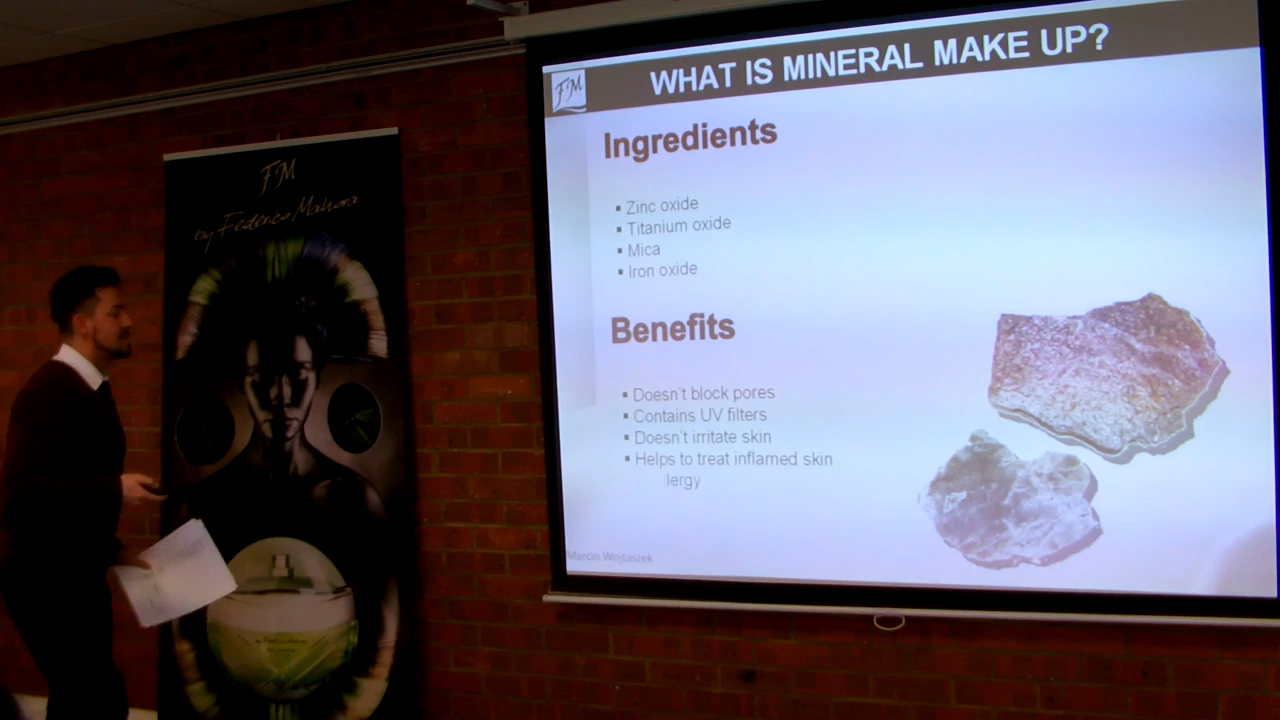 FM
by Federico Mahora
FM
WHAT IS MINERAL MAKE UP?
Ingredients
▪ Zinc oxide
▪ Titanium oxide
▪ Mica
▪ Iron oxide
Benefits
▪ Doesn't block pores
▪ Contains UV filters
▪ Doesn't irritate skin
▪ Helps to treat inflamed skin
lergy
Marcin Wojtaszek